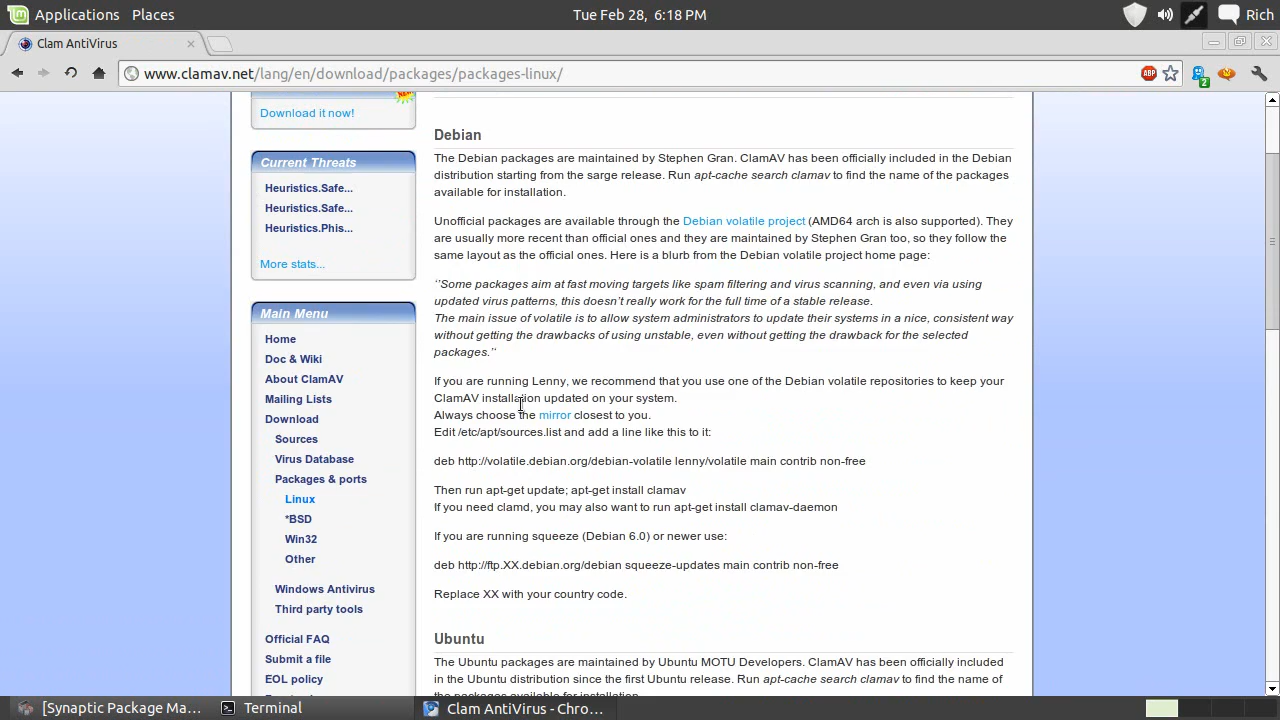 Applications Places
Tue Feb 28, 6:18 PM
Rich
Clam AntiVirus
www.clamav.net/lang/en/download/packages/packages-linux/
ABP
2
Download it now!
Current Threats
Heuristics.Safe...
Heuristics.Safe...
Heuristics.Phis...
More stats...
Main Menu
Home
Doc & Wiki
About ClamAV
Mailing Lists
Download
Sources
Virus Database
Packages & ports
Linux
*BSD
Win32
Other
Windows Antivirus
Third party tools
Official FAQ
Submit a file
EOL policy
Debian
The Debian packages are maintained by Stephen Gran. ClamAV has been officially included in the Debian
distribution starting from the sarge release. Run apt-cache search clamav to find the name of the packages
available for installation.
Unofficial packages are available through the Debian volatile project (AMD64 arch is also supported). They
are usually more recent than official ones and they are maintained by Stephen Gran too, so they follow the
same layout as the official ones. Here is a blurb from the Debian volatile project home page:
‘'Some packages aim at fast moving targets like spam filtering and virus scanning, and even via using
updated virus patterns, this doesn’t really work for the full time of a stable release.
The main issue of volatile is to allow system administrators to update their systems in a nice, consistent way
without getting the drawbacks of using unstable, even without getting the drawback for the selected
packages.’‘
If you are running Lenny, we recommend that you use one of the Debian volatile repositories to keep your
ClamAV installation updated on your system.
Always choose the mirror closest to you.
Edit /etc/apt/sources.list and add a line like this to it:
deb http://volatile.debian.org/debian-volatile lenny/volatile main contrib non-free
Then run apt-get update; apt-get install clamav
If you need clamd, you may also want to run apt-get install clamav-daemon
If you are running squeeze (Debian 6.0) or newer use:
deb http://ftp.XX.debian.org/debian squeeze-updates main contrib non-free
Replace XX with your country code.
Ubuntu
The Ubuntu packages are maintained by Ubuntu MOTU Developers. ClamAV has been officially included
in the Ubuntu distribution since the first Ubuntu release. Run apt-cache search clamav to find the name of
the packages available for installation.
[Synaptic Package Ma...
Terminal
Clam AntiVirus - Chro...